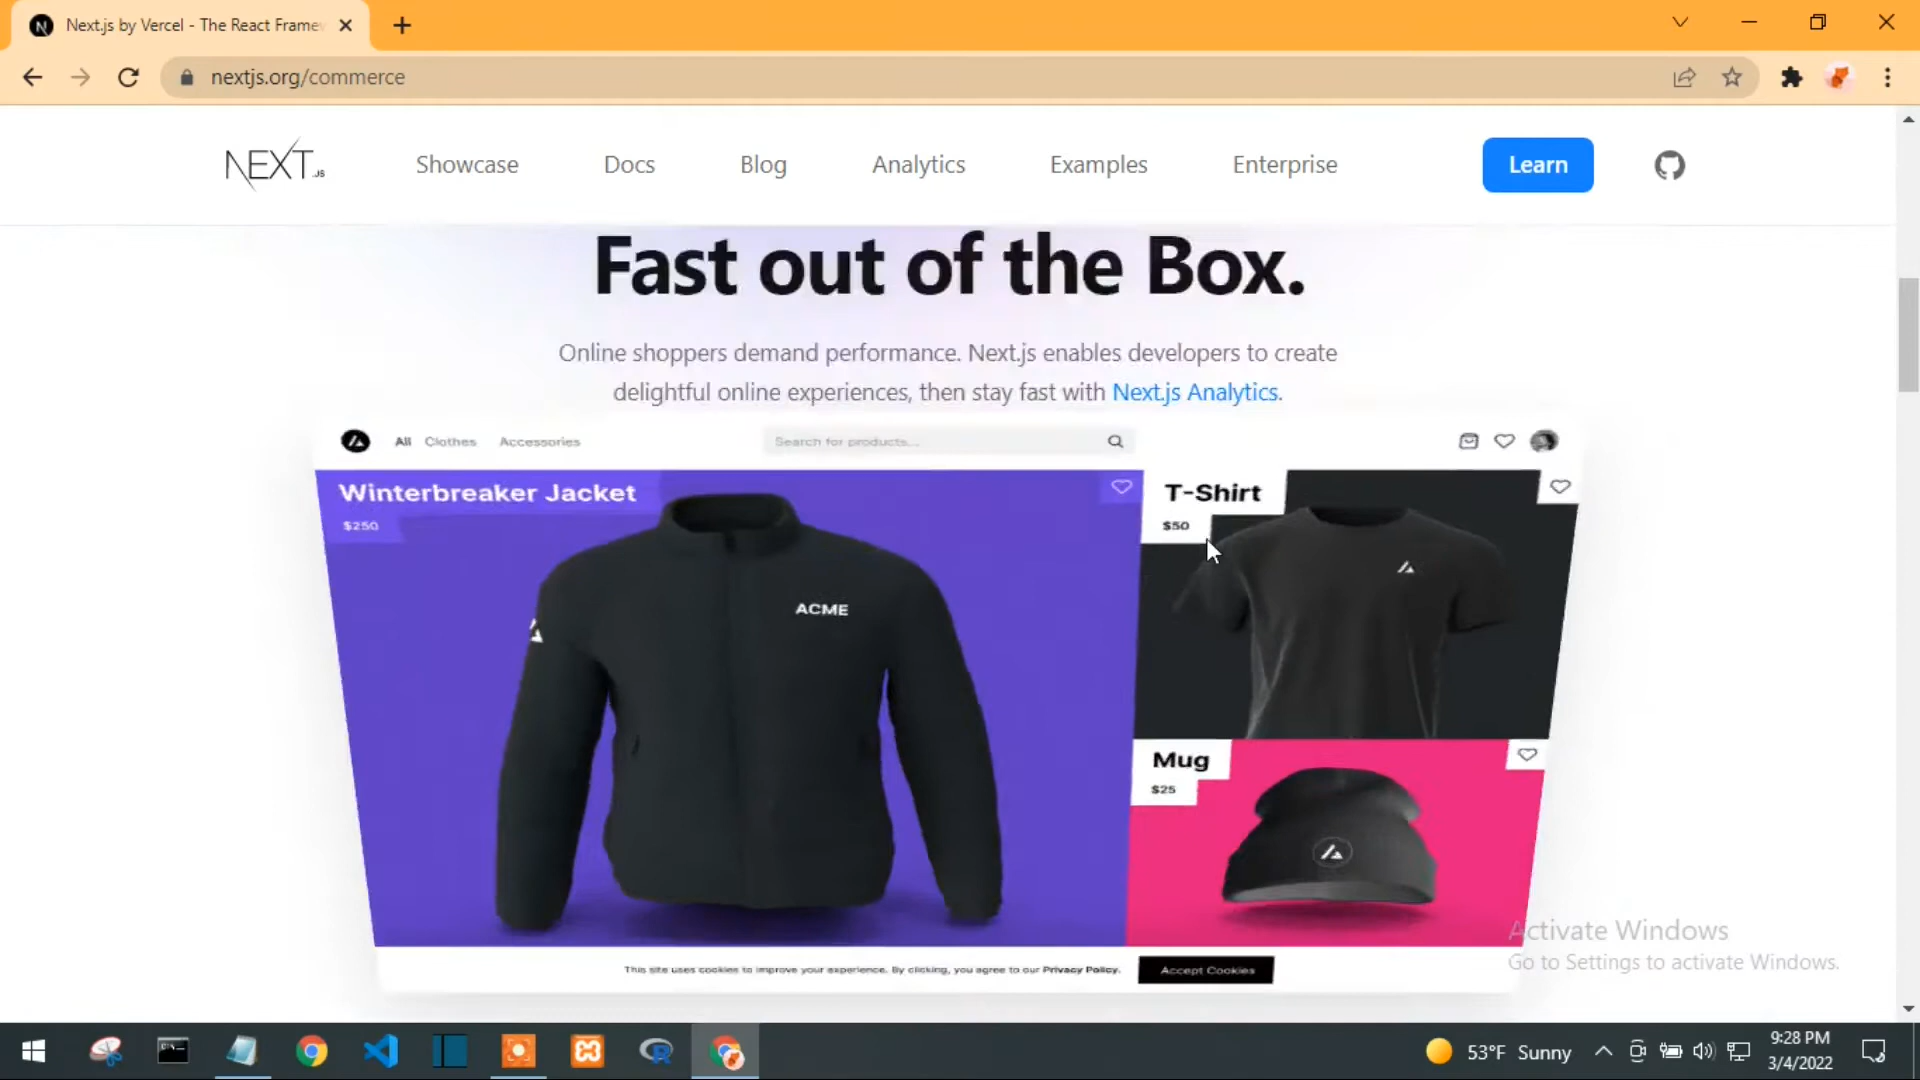 Next.js by Vercel - The React Frame
nextjs.org/commerce
NEXT.JS
Showcase
Docs
Blog
Analytics
Examples
Enterprise
Learn
Fast out of the Box.
Online shoppers demand performance. Next.js enables developers to create
delightful online experiences, then stay fast with Next.js Analytics.
All
Clothes
Accessories
Search for products...
Winterbreaker Jacket
$250
T-Shirt
$50
ACME
Mug
$25
This site uses cookies to improve your experience. By clicking, you agree to our Privacy Policy.
Accept Cookies
Activate Windows
Go to Settings to activate Windows.
53°F Sunny
9:28 PM
3/4/2022